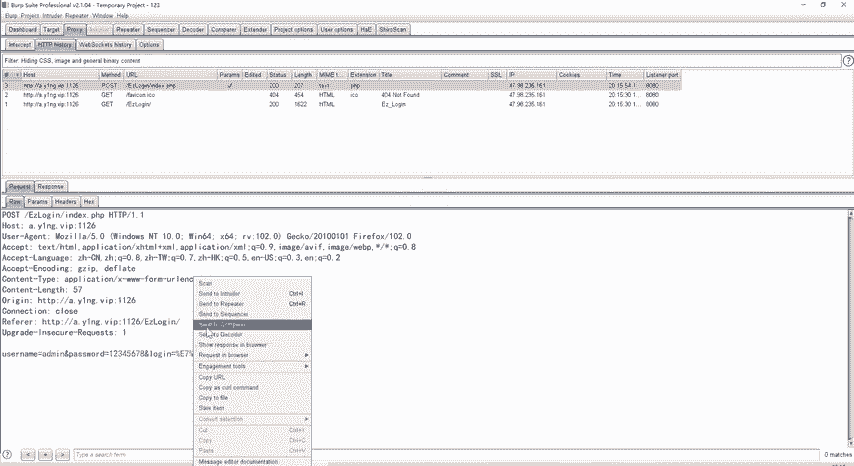 Burp Suite Professional v2.1.04 - Temporary Project - 123
Burp Project Intruder Repeater Window Help
Dashboard Target Proxy Repeater Sequencer Decoder Comparer Extender Project options User options HaE ShiroScan
Intercept HTTP history WebSockets history Options
Filter: Hiding CSS, image and general binary content
# Host Method URL Params Edited Status Length MIME t... Extension Title Comment SSL IP Cookies Time Listener port
3 http://a.y1ng.vip:1126 POST /EzLogin/index.php ✓ 200 207 text php 47.98.235.161 20:15:54 1... 8080
2 http://a.y1ng.vip:1126 GET /favicon.ico 404 454 HTML ico 404 Not Found 47.98.235.161 20:15:30 1... 8080
1 http://a.y1ng.vip:1126 GET /EzLogin/ 200 1622 HTML Ez_Login 47.98.235.161 20:15:30 1... 8080
Request Response
Raw Params Headers Hex
POST /EzLogin/index.php HTTP/1.1
Host: a.y1ng.vip:1126
User-Agent: Mozilla/5.0 (Windows NT 10.0; Win64; x64; rv:102.0) Gecko/20100101 Firefox/102.0
Accept: text/html,application/xhtml+xml,application/xml;q=0.9,image/avif,image/webp,*/*;q=0.8
Accept-Language: zh-CN,zh;q=0.8,zh-TW;q=0.7,zh-HK;q=0.5,en-US;q=0.3,en;q=0.2
Accept-Encoding: gzip, deflate
Content-Type: application/x-www-form-urlenc
Content-Length: 57
Origin: http://a.y1ng.vip:1126
Connection: close
Referer: http://a.y1ng.vip:1126/EzLogin/
Upgrade-Insecure-Requests: 1
username=admin&password=12345678&login=%E7%
Scan
Send to Intruder Ctrl+I
Send to Repeater Ctrl+R
Send to Sequencer
Send to Decoder
Show response in browser
Request in browser
Engagement tools
Copy URL
Copy as curl command
Copy to file
Save item
Convert selection
Cut
Copy
Paste
Message editor documentation
? < + > Type a search term 0 matches